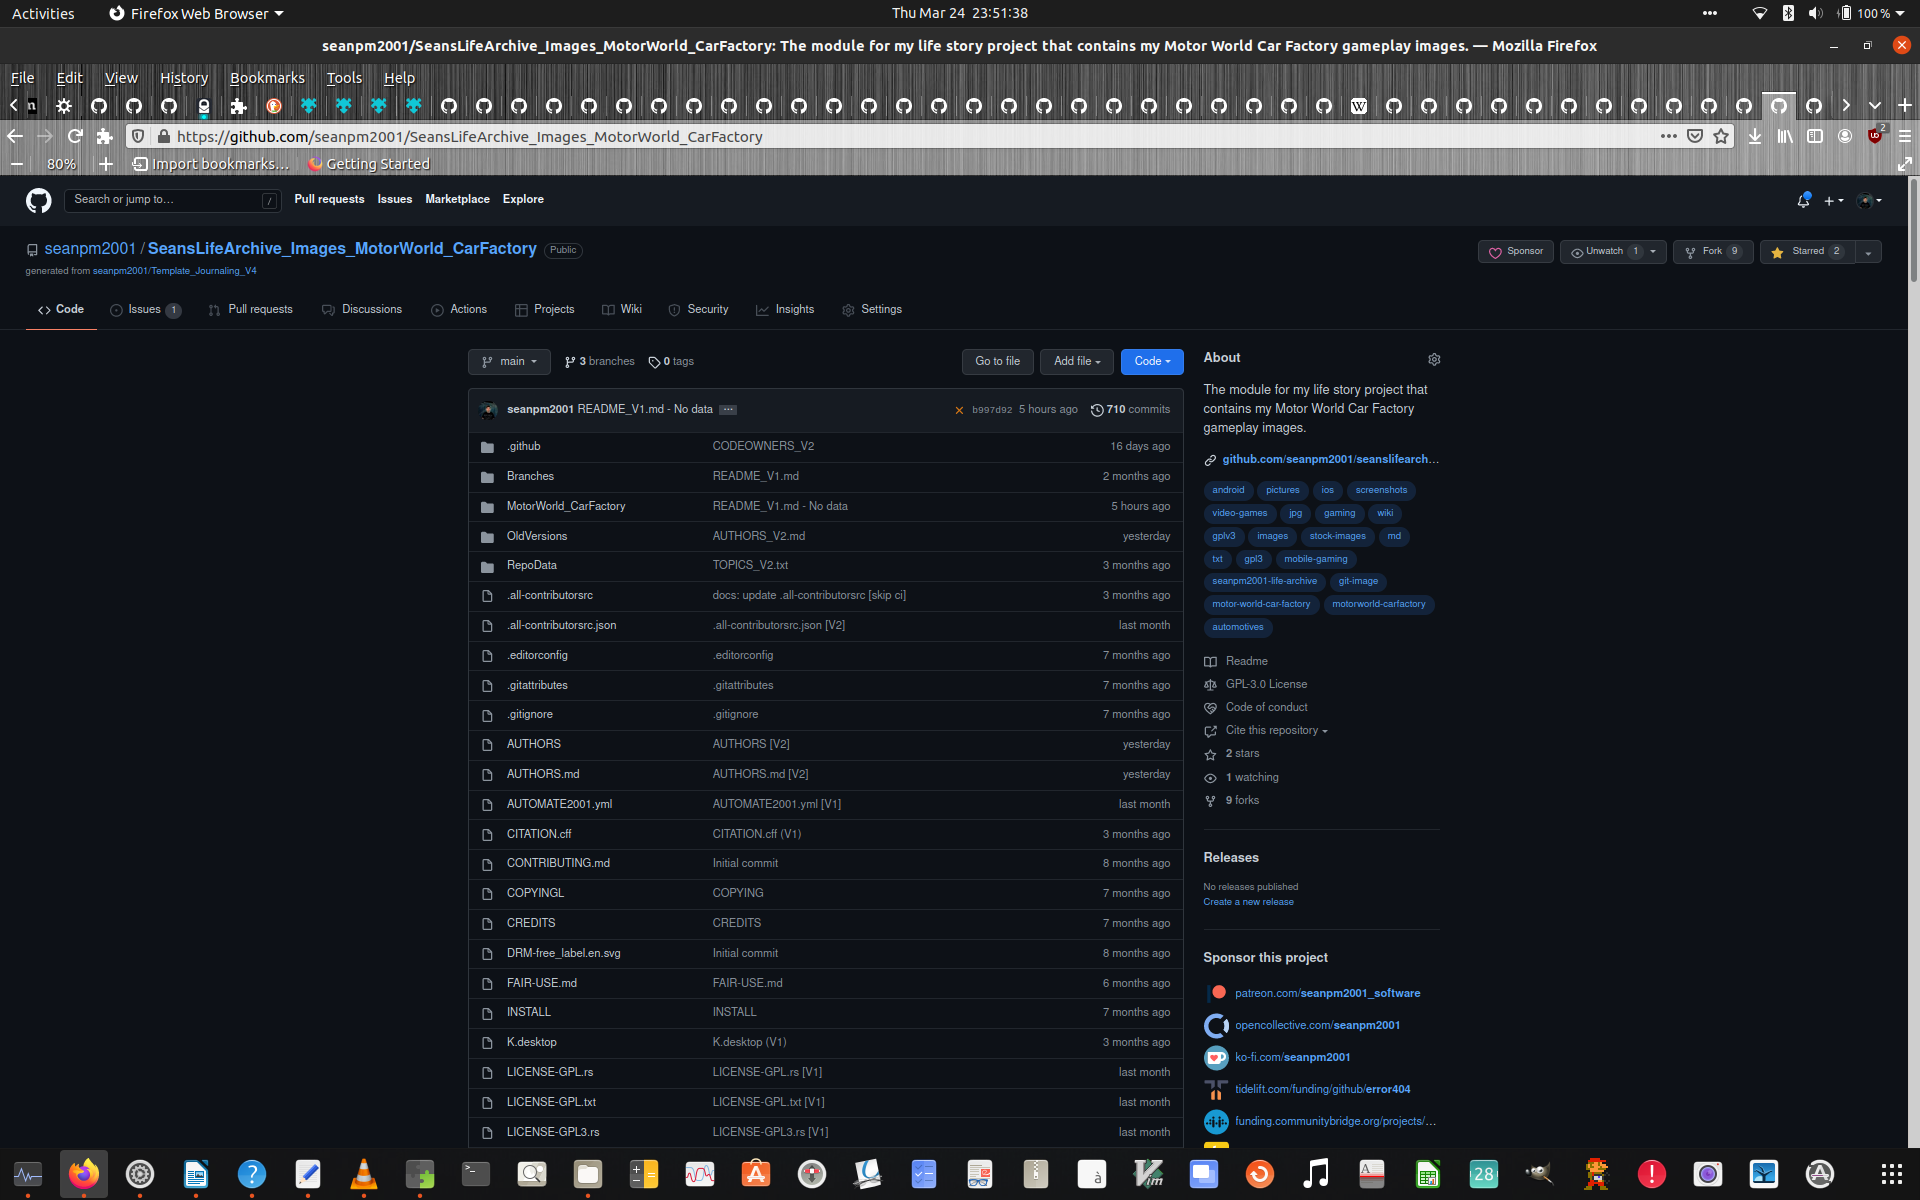 Activities Firefox Web Browser Thu Mar 24 23:51:38 100 %
seanpm2001/SeansLifeArchive_Images_MotorWorld_CarFactory: The module for my life story project that contains my Motor World Car Factory gameplay images. — Mozilla Firefox
File Edit View History Bookmarks Tools Help
https://github.com/seanpm2001/SeansLifeArchive_Images_MotorWorld_CarFactory 2
80% Import bookmarks... Getting Started
Search or jump to... / Pull requests Issues Marketplace Explore
seanpm2001 / SeansLifeArchive_Images_MotorWorld_CarFactory Public Sponsor Unwatch 1 Fork 9 Starred 2
generated from seanpm2001/Template_Journaling_V4
Code Issues 1 Pull requests Discussions Actions Projects Wiki Security Insights Settings
main 3 branches 0 tags Go to file Add file Code
seanpm2001 README_V1.md - No data ... b997d92 5 hours ago 710 commits
.github CODEOWNERS_V2 16 days ago
Branches README_V1.md 2 months ago
MotorWorld_CarFactory README_V1.md - No data 5 hours ago
OldVersions AUTHORS_V2.md yesterday
RepoData TOPICS_V2.txt 3 months ago
.all-contributorsrc docs: update .all-contributorsrc [skip ci] 3 months ago
.all-contributorsrc.json .all-contributorsrc.json [V2] last month
.editorconfig .editorconfig 7 months ago
.gitattributes .gitattributes 7 months ago
.gitignore .gitignore 7 months ago
AUTHORS AUTHORS [V2] yesterday
AUTHORS.md AUTHORS.md [V2] yesterday
AUTOMATE2001.yml AUTOMATE2001.yml [V1] last month
CITATION.cff CITATION.cff (V1) 3 months ago
CONTRIBUTING.md Initial commit 8 months ago
COPYINGL COPYING 7 months ago
CREDITS CREDITS 7 months ago
DRM-free_label.en.svg Initial commit 8 months ago
FAIR-USE.md FAIR-USE.md 6 months ago
INSTALL INSTALL 7 months ago
K.desktop K.desktop (V1) 3 months ago
LICENSE-GPL.rs LICENSE-GPL.rs [V1] last month
LICENSE-GPL.txt LICENSE-GPL.txt [V1] last month
LICENSE-GPL3.rs LICENSE-GPL3.rs [V1] last month
About
The module for my life story project that
contains my Motor World Car Factory
gameplay images.
github.com/seanpm2001/seanslifearch...
android pictures ios screenshots
video-games jpg gaming wiki
gplv3 images stock-images md
txt gpl3 mobile-gaming
seanpm2001-life-archive git-image
motor-world-car-factory motorworld-carfactory
automotives
Readme
GPL-3.0 License
Code of conduct
Cite this repository
2 stars
1 watching
9 forks
Releases
No releases published
Create a new release
Sponsor this project
patreon.com/seanpm2001_software
opencollective.com/seanpm2001
ko-fi.com/seanpm2001
tidelift.com/funding/github/error404
funding.communitybridge.org/projects/...
28